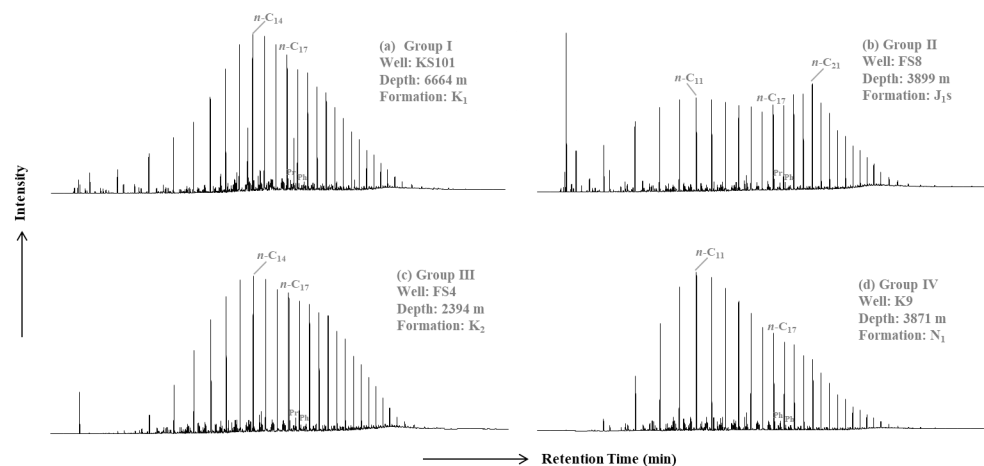 n-C14
n-C17
(a) Group I
Well: KS101
Depth: 6664 m
Formation: K1
Pr
Ph
n-C11
n-C17
n-C21
(b) Group II
Well: FS8
Depth: 3899 m
Formation: J1s
Pr
Ph
Intensity
n-C14
n-C17
(c) Group III
Well: FS4
Depth: 2394 m
Formation: K2
Pr
Ph
n-C11
n-C17
(d) Group IV
Well: K9
Depth: 3871 m
Formation: N1
Ph
Ph
Retention Time (min)